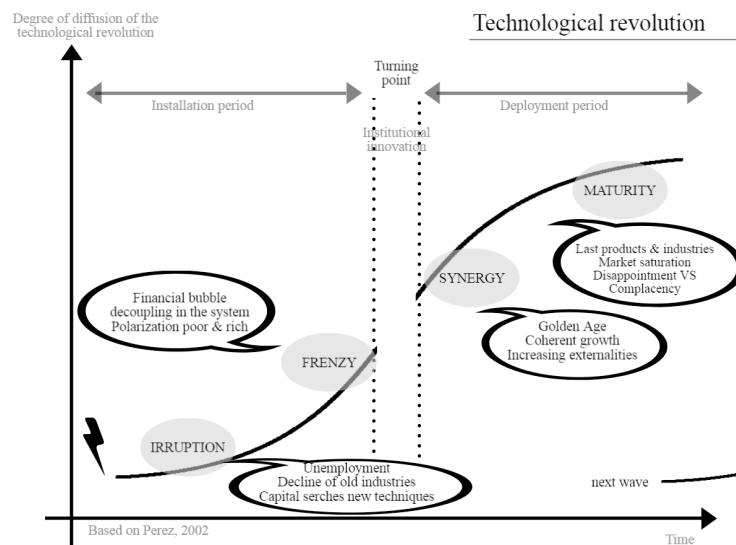 Degree of diffusion of the
technological revolution
Technological revolution
Turning
point
Installation period
Deployment period
Institutional
innovation
MATURITY
Last products & industries
Market saturation
Disappointment VS
Complacency
SYNERGY
Financial bubble
decoupling in the system
Polarization poor & rich
Golden Age
Coherent growth
Increasing externalities
FRENZY
IRRUPTION
Unemployment
Decline of old industries
Capital serches new techniques
next wave
Based on Perez, 2002
Time